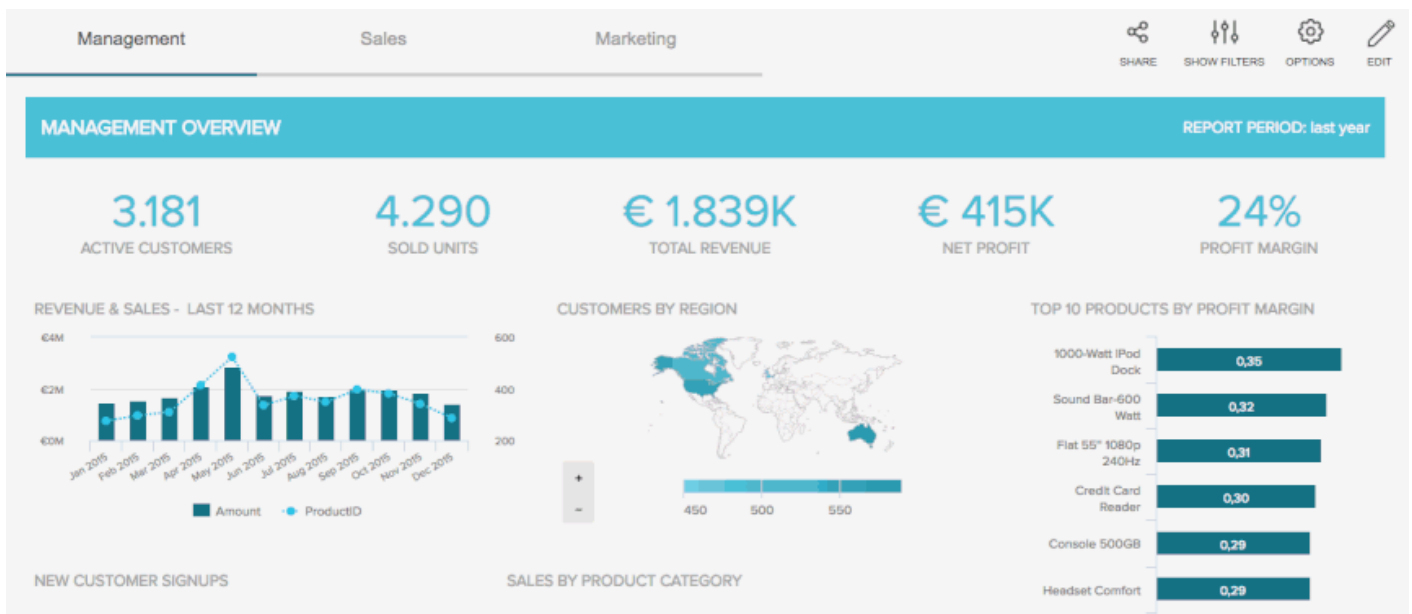 Management
Sales
Marketing
SHARE
SHOW FILTERS
OPTIONS
EDIT
MANAGEMENT OVERVIEW
REPORT PERIOD: last year
3.181
ACTIVE CUSTOMERS
4.290
SOLD UNITS
€ 1.839K
TOTAL REVENUE
€ 415K
NET PROFIT
24%
PROFIT MARGIN
REVENUE & SALES - LAST 12 MONTHS
€4M
€2M
€0M
600
400
200
Jan 2015
Feb 2015
Mar 2015
Apr 2015
May 2015
Jun 2015
Jul 2015
Aug 2015
Sep 2015
Oct 2015
Nov 2015
Dec 2015
Amount
ProductID
CUSTOMERS BY REGION
+
-
450
500
550
TOP 10 PRODUCTS BY PROFIT MARGIN
1000-Watt IPod
Dock
0,35
Sound Bar-600
Watt
0,32
Flat 55" 1080p
240Hz
0,31
Credit Card
Reader
0,30
Console 500GB
0,29
Headset Comfort
0,29
NEW CUSTOMER SIGNUPS
SALES BY PRODUCT CATEGORY